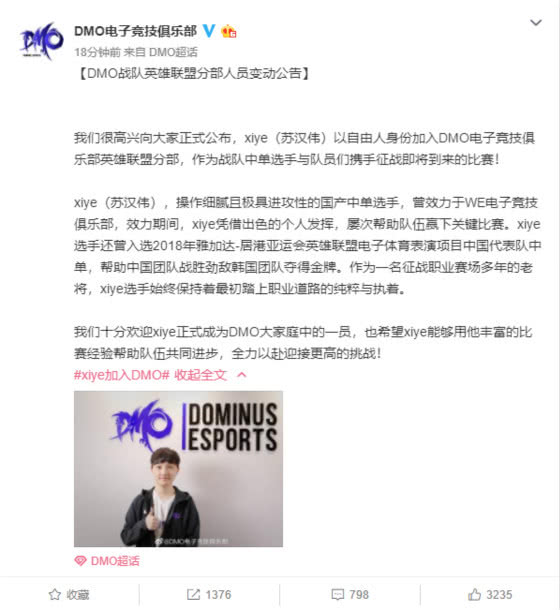 DMO电子竞技俱乐部
18分钟前 来自 DMO超话
【DMO战队英雄联盟分部人员变动公告】
我们很高兴向大家正式公布，xiye（苏汉伟）以自由人身份加入DMO电子竞技俱
乐部英雄联盟分部，作为战队中单选手与队员们携手征战即将到来的比赛！
xiye（苏汉伟），操作细腻且极具进攻性的国产中单选手，曾效力于WE电子竞技
俱乐部，效力期间，xiye凭借出色的个人发挥，屡次帮助队伍赢下关键比赛。xiye
选手还曾入选2018年雅加达-居港亚运会英雄联盟电子体育表演项目中国代表队中
单，帮助中国团队战胜劲敌韩国团队夺得金牌。作为一名征战职业赛场多年的老
将，xiye选手始终保持着最初踏上职业道路的纯粹与执着。
我们十分欢迎xiye正式成为DMO大家庭中的一员，也希望xiye能够用他丰富的比
赛经验帮助队伍共同进步，全力以赴迎接更高的挑战！
#xiye加入DMO# 收起全文
DMO
DOMINUS
ESPORTS
@DMO电子竞技俱乐部
DMO超话
收藏
1376
798
3235